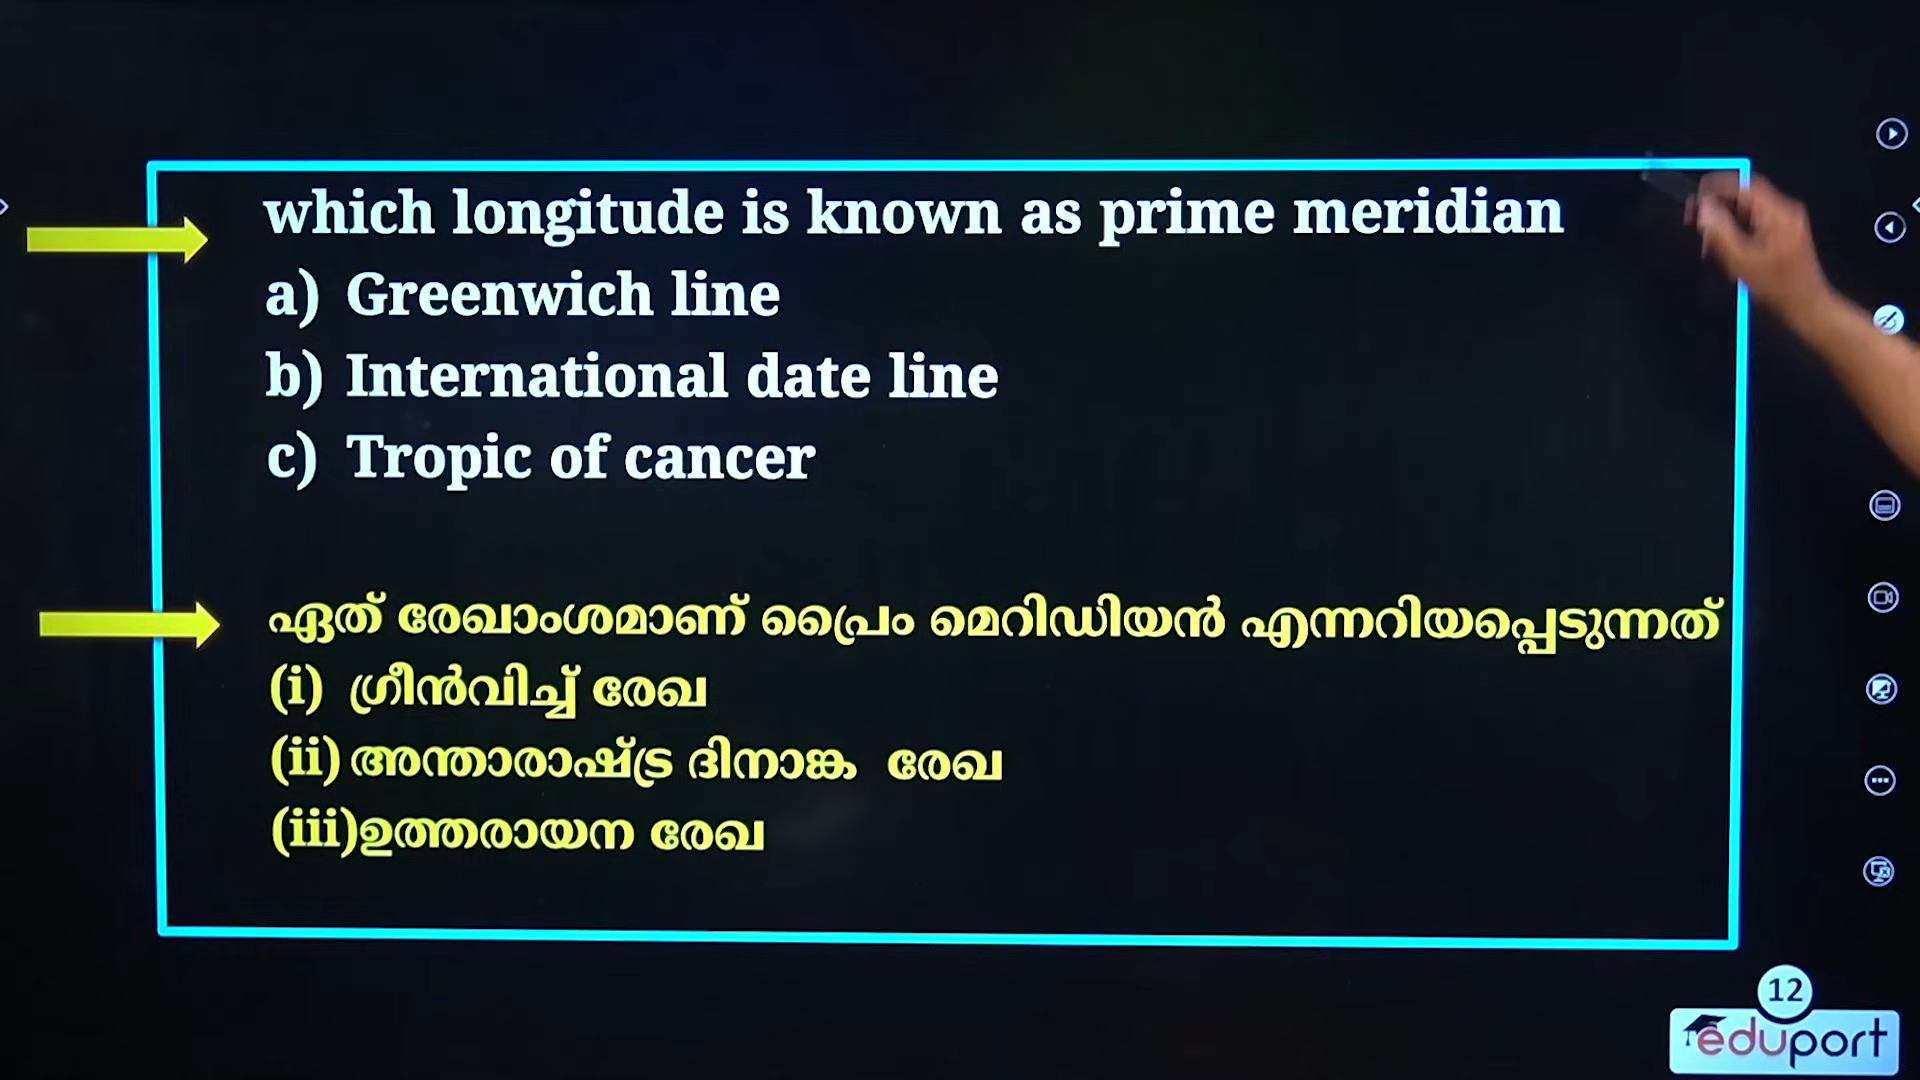 which longitude is known as prime meridian
a) Greenwich line
b) International date line
c) Tropic of cancer
ഏത് രേഖാംശമാണ് പ്രൈം മെറിഡിയൻ എന്നറിയപ്പെടുന്നത്
(i) ഗ്രീൻവിച്ച് രേഖ
(ii) അന്താരാഷ്ട്ര ദിനാങ്ക രേഖ
(iii)ഉത്തരായന രേഖ
12
eduport